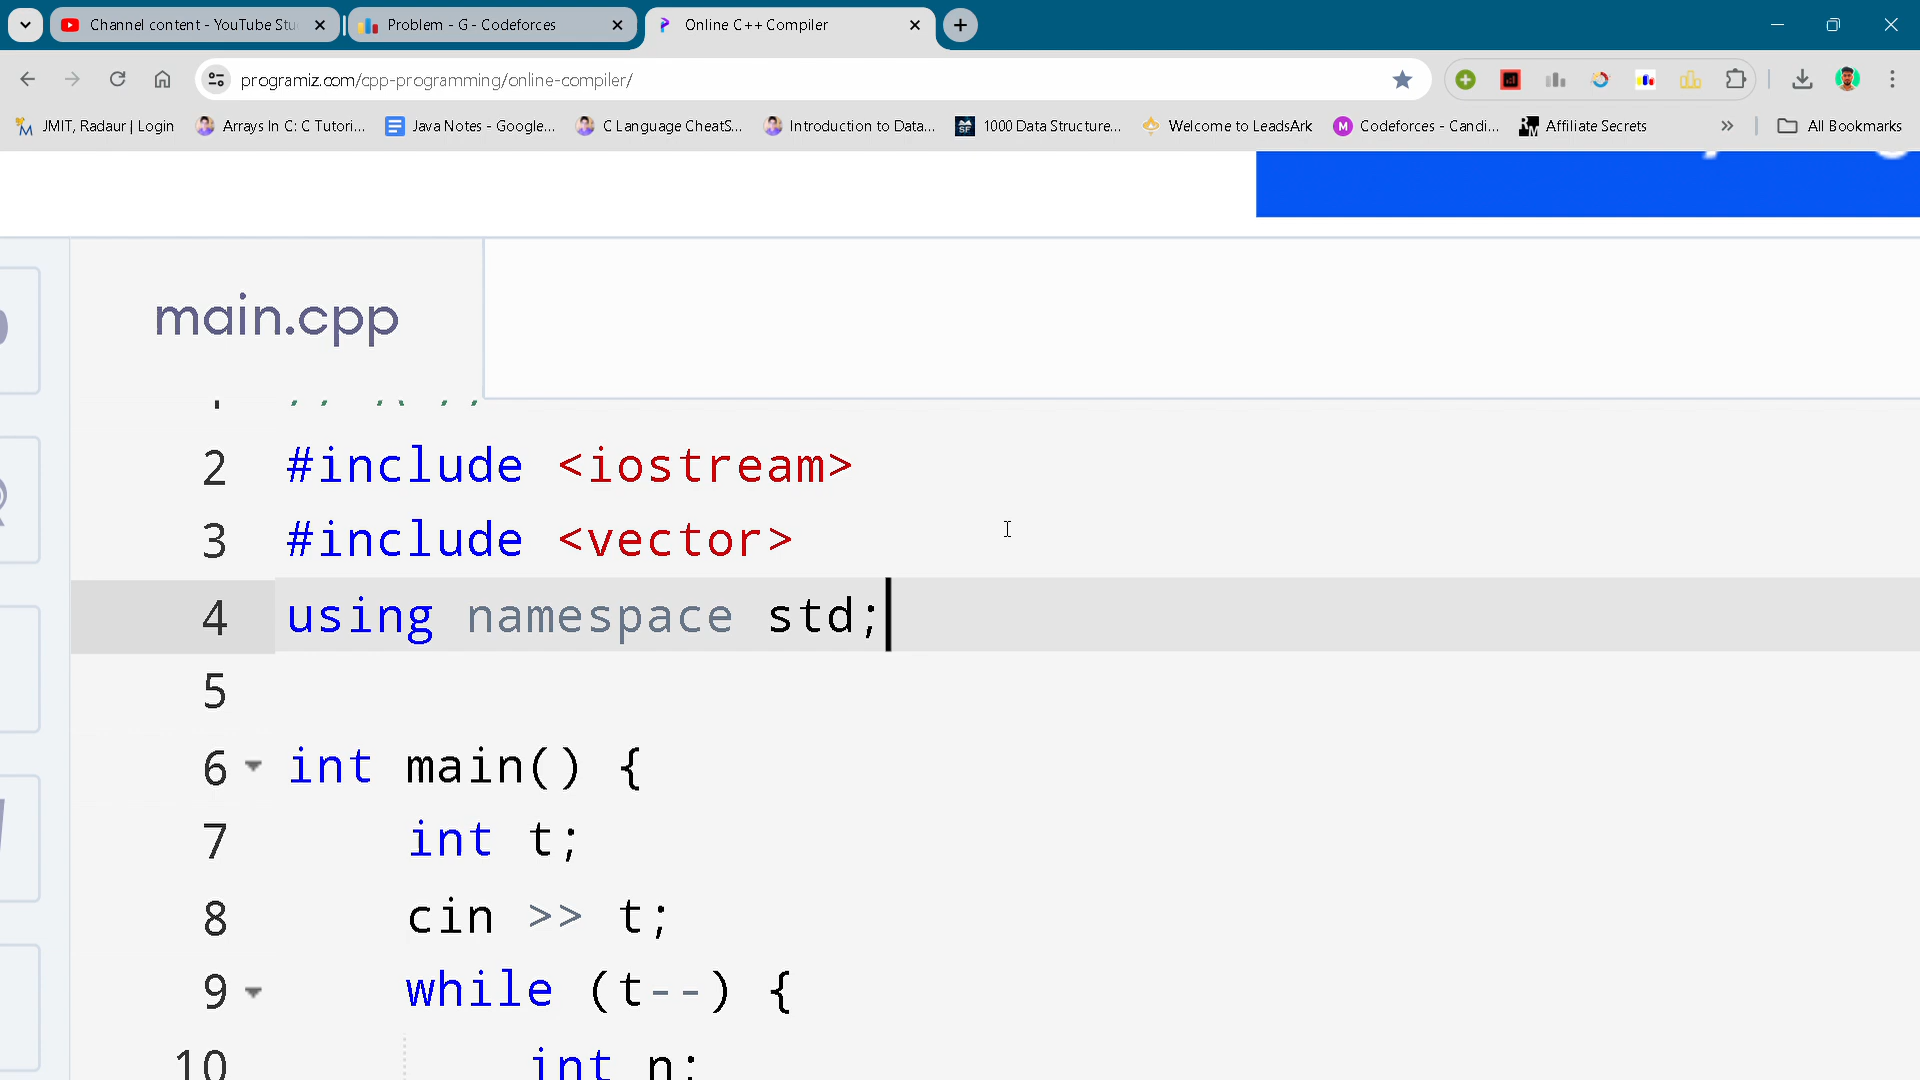 Channel content - YouTube Stu
Problem - G - Codeforces
Online C++ Compiler
programiz.com/cpp-programming/online-compiler/
JMIT, Radaur | Login
Arrays In C: C Tutori...
Java Notes - Google...
C Language CheatS...
Introduction to Data...
1000 Data Structure...
Welcome to LeadsArk
Codeforces - Candi...
Affiliate Secrets
All Bookmarks
main.cpp
2 #include <iostream>
3 #include <vector>
4 using namespace std;
5
6 int main() {
7 int t;
8 cin >> t;
9 while (t--) {
10 int n;